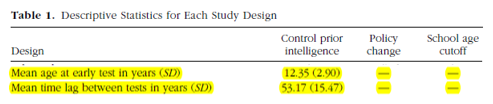 Table 1. Descriptive Statistics for Each Study Design
Control prior Policy School age
Design intelligence change cutoff
Mean age at early test in years (SD) 12.35 (2.90) — —
Mean time lag between tests in years (SD) 53.17 (15.47) — —